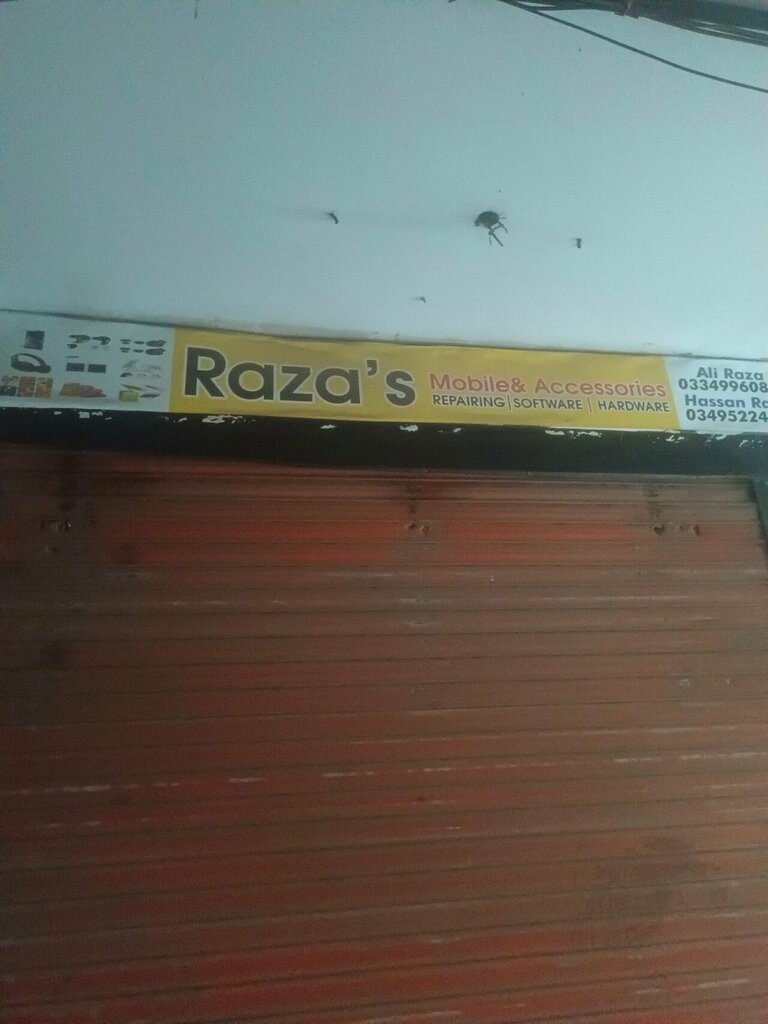 Raza's
Mobile& Accessories
REPAIRING|SOFTWARE | HARDWARE
Ali Raza
033499608
Hassan
03495224